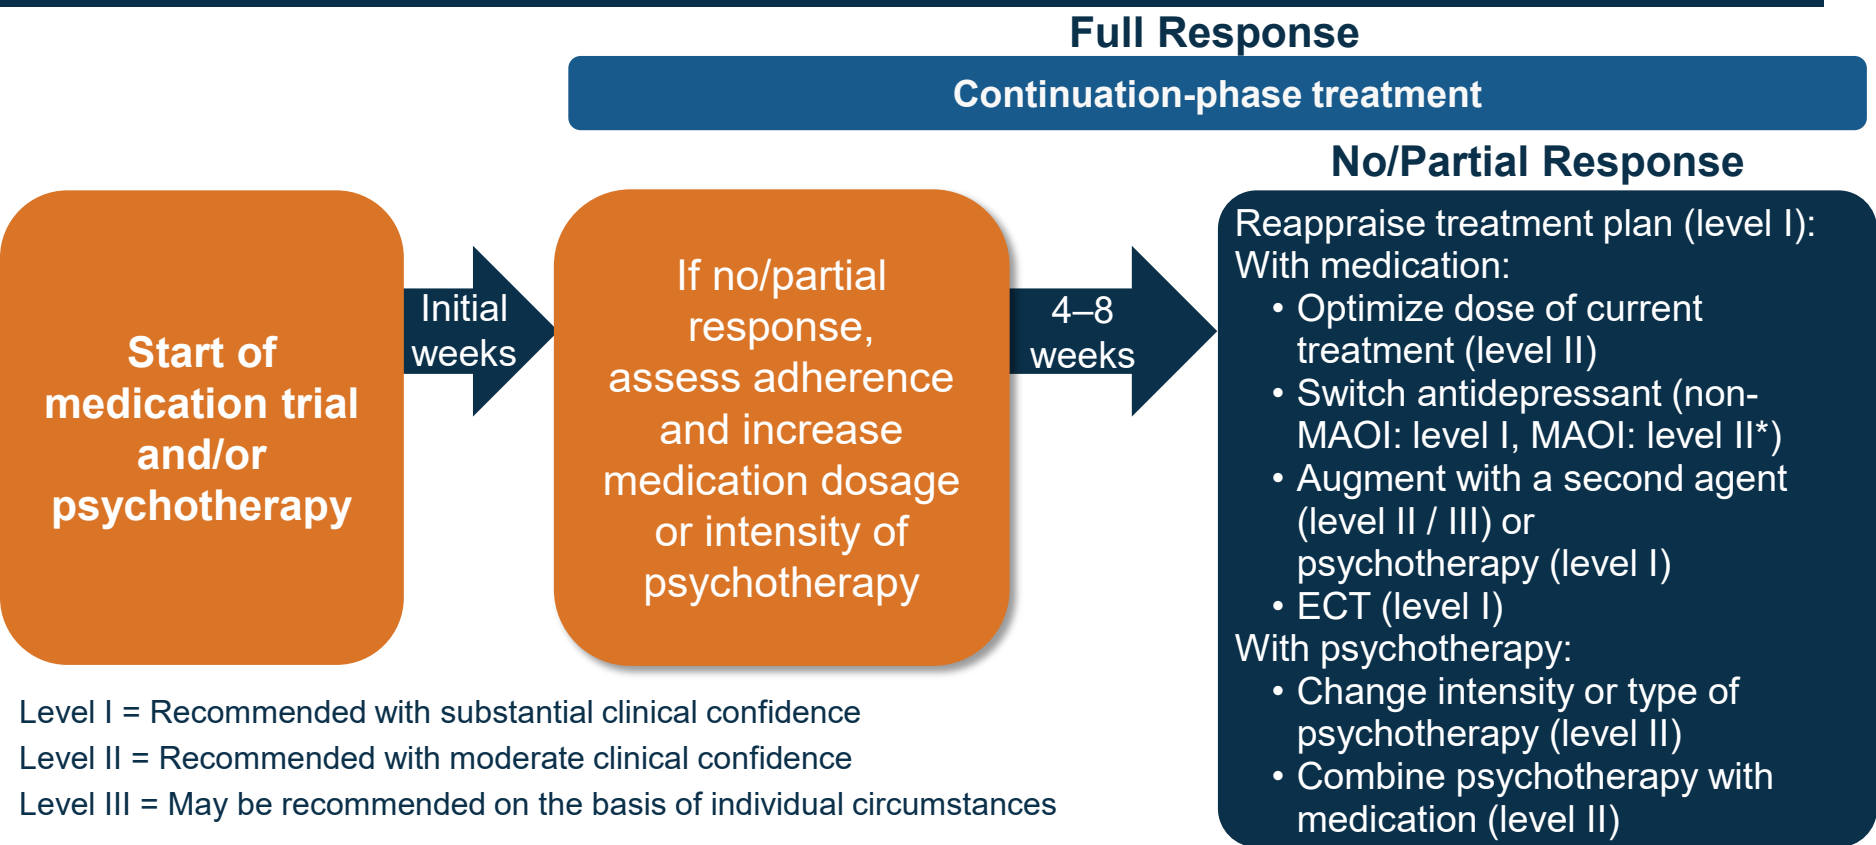 Full Response
Continuation-phase treatment
No/Partial Response
Start of
medication trial
and/or
psychotherapy
Initial
weeks
If no/partial
response,
assess adherence
and increase
medication dosage
or intensity of
psychotherapy
4–8
weeks
Reappraise treatment plan (level I):
With medication:
• Optimize dose of current
treatment (level II)
• Switch antidepressant (non-
MAOI: level I, MAOI: level II*)
• Augment with a second agent
(level II / III) or
psychotherapy (level I)
• ECT (level I)
With psychotherapy:
• Change intensity or type of
psychotherapy (level II)
• Combine psychotherapy with
medication (level II)
Level I = Recommended with substantial clinical confidence
Level II = Recommended with moderate clinical confidence
Level III = May be recommended on the basis of individual circumstances